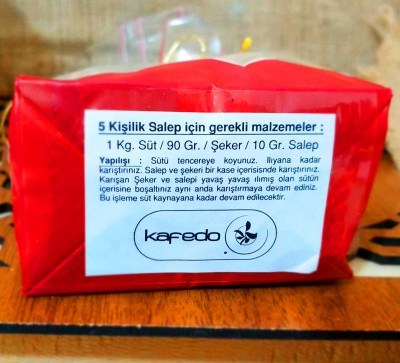 5 Kişilik Salep için gerekli malzemeler :
1 Kg. Süt / 90 Gr. / Şeker / 10 Gr. Salep
Yapılışı : Sütü tencereye koyunuz. Ilıyana kadar
karıştırınız. Salep ve şekeri bir kase içerisisnde karıştırınız.
Karışan Şeker ve salepi yavaş yavaş ılımış olan sütün
içerisine boşaltınız aynı anda karıştırmaya devam ediniz.
Bu işleme süt kaynayana kadar devam edilecektir.
kafedo